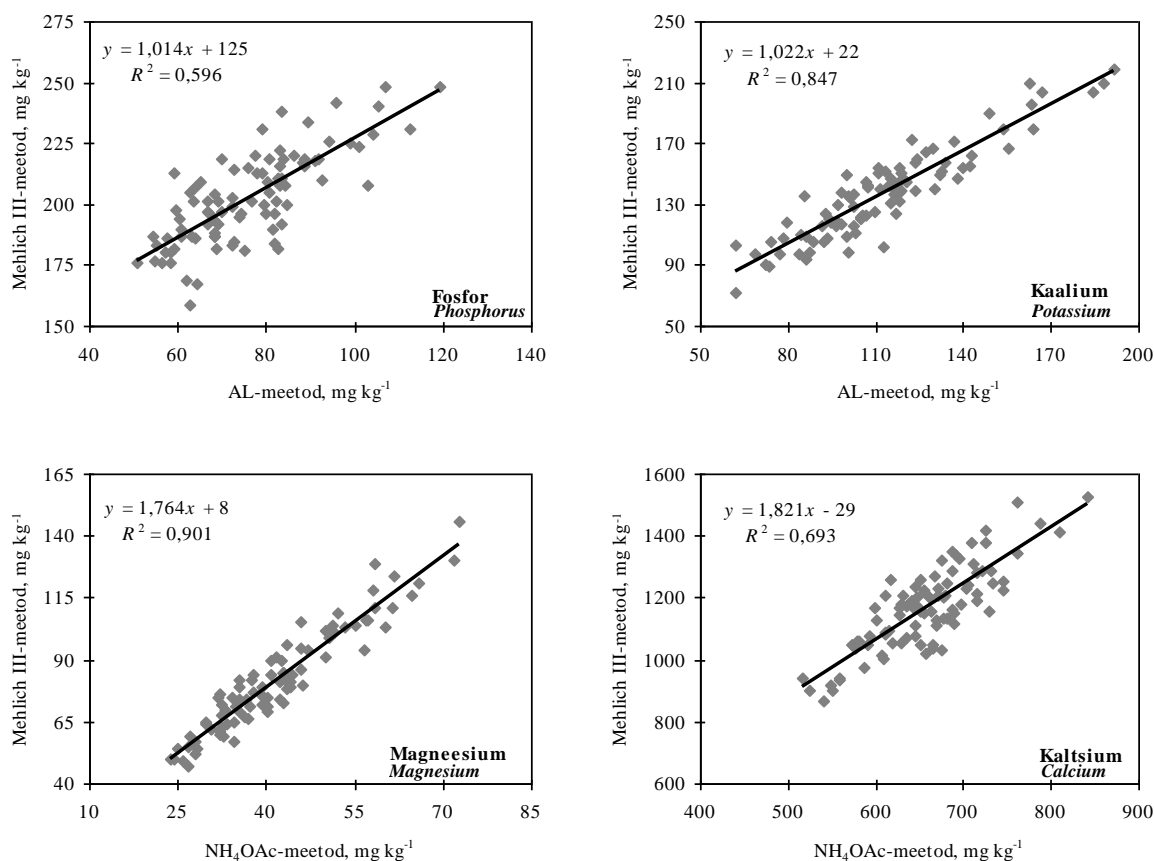 275
250
225
200
175
150
Mehlich III-meetod, mg kg⁻¹
y = 1,014x + 125
R² = 0,596
Fosfor
Phosphorus
40 60 80 100 120 140
AL-meetod, mg kg⁻¹
250
210
170
130
90
50
Mehlich III-meetod, mg kg⁻¹
y = 1,022x + 22
R² = 0,847
Kaalium
Potassium
50 80 110 140 170 200
AL-meetod, mg kg⁻¹
165
140
115
90
65
40
Mehlich III-meetod, mg kg⁻¹
y = 1,764x + 8
R² = 0,901
Magneesium
Magnesium
10 25 40 55 70 85
NH₄OAc-meetod, mg kg⁻¹
1600
1400
1200
1000
800
600
Mehlich III-meetod, mg kg⁻¹
y = 1,821x - 29
R² = 0,693
Kaltsium
Calcium
400 500 600 700 800 900
NH₄OAc-meetod, mg kg⁻¹